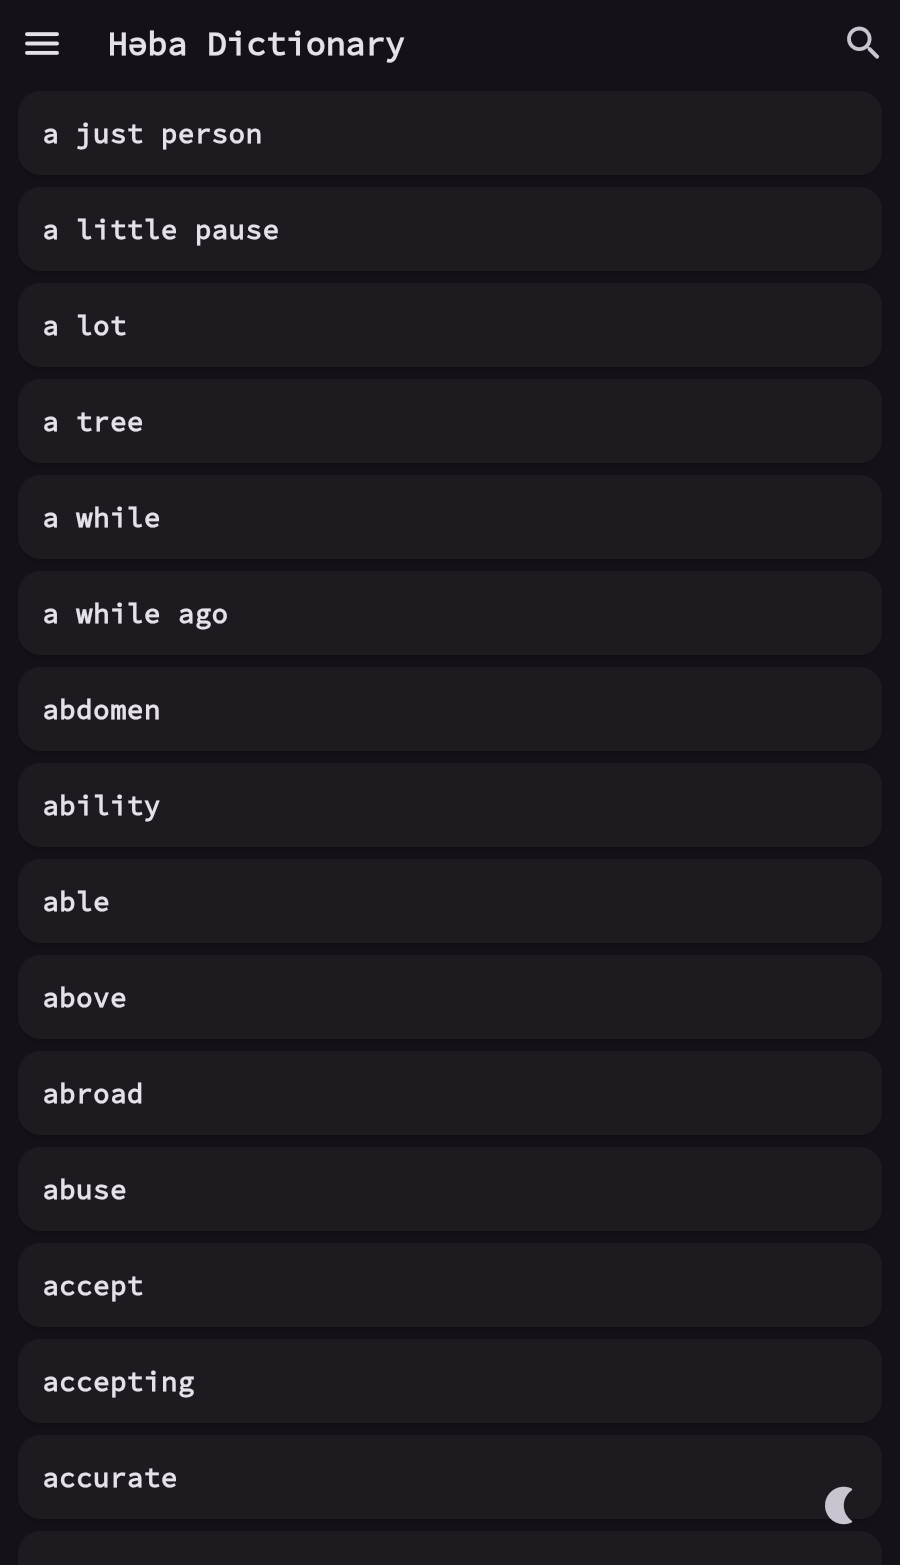 Həba Dictionary
a just person
a little pause
a lot
a tree
a while
a while ago
abdomen
ability
able
above
abroad
abuse
accept
accepting
accurate